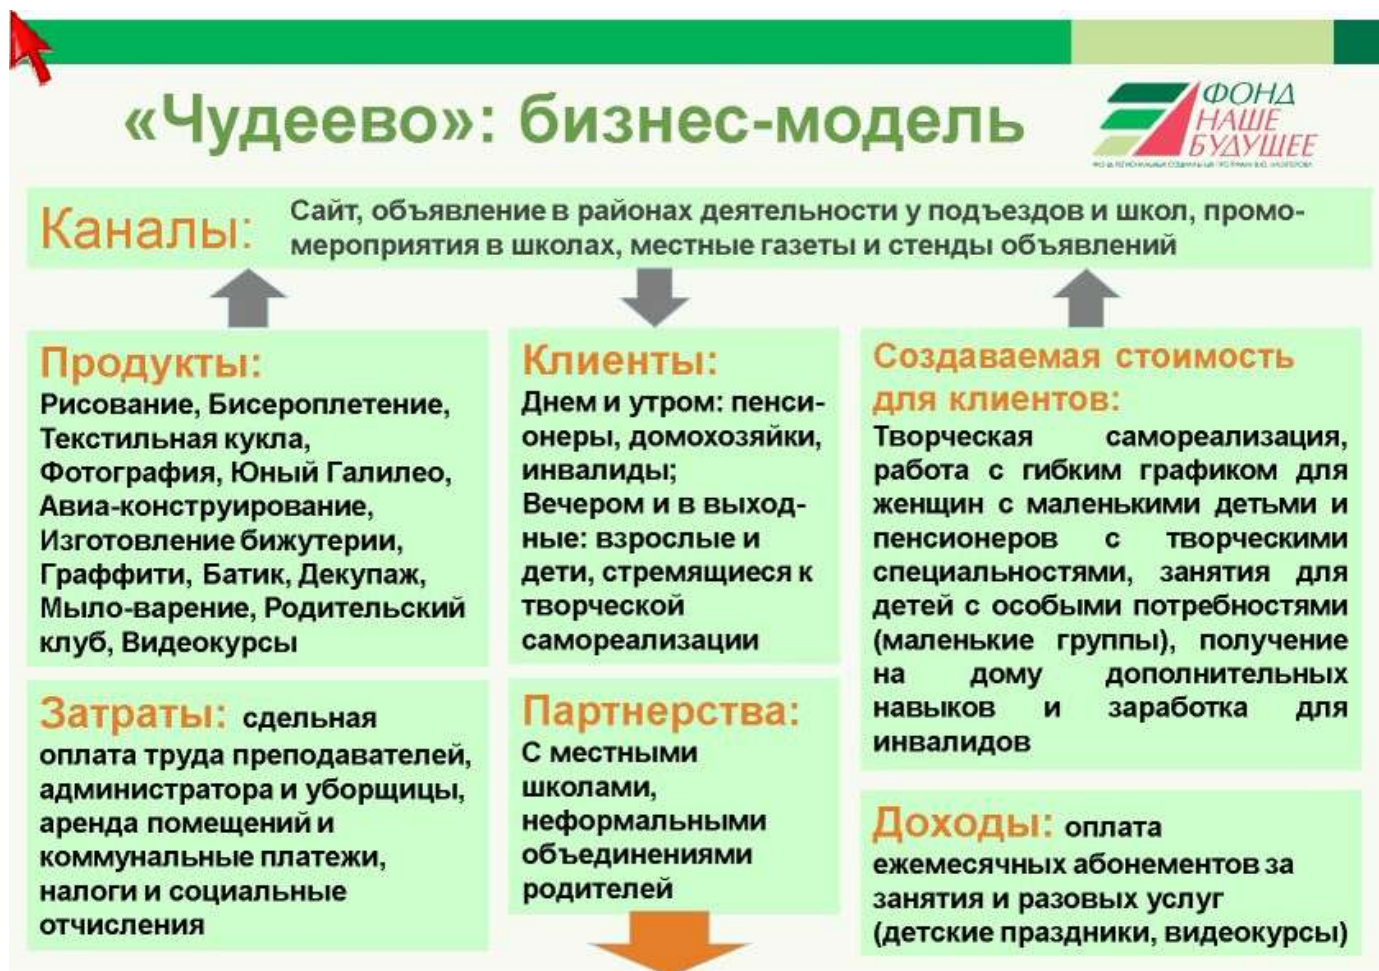 «Чудеево»: бизнес-модель
ФОНД
НАШЕ
БУДУЩЕЕ
Каналы:
Сайт, объявление в районах деятельности у подъездов и школ, промо-
мероприятия в школах, местные газеты и стенды объявлений
Продукты:
Рисование, Бисероплетение,
Текстильная кукла,
Фотография, Юный Галилео,
Авиа-конструирование,
Изготовление бижутерии,
Граффити, Батик, Декупаж,
Мыло-варение, Родительский
клуб, Видеокурсы
Клиенты:
Днем и утром: пенси-
онеры, домохозяйки,
инвалиды;
Вечером и в выход-
ные: взрослые и
дети, стремящиеся к
творческой
самореализации
Создаваемая стоимость
для клиентов:
Творческая самореализация,
работа с гибким графиком для
женщин с маленькими детьми и
пенсионеров с творческими
специальностями, занятия для
детей с особыми потребностями
(маленькие группы), получение
на дому дополнительных
навыков и заработка для
инвалидов
Затраты: сдельная
оплата труда преподавателей,
администратора и уборщицы,
аренда помещений и
коммунальные платежи,
налоги и социальные
отчисления
Партнерства:
С местными
школами,
неформальными
объединениями
родителей
Доходы: оплата
ежемесячных абонементов за
занятия и разовых услуг
(детские праздники, видеокурсы)